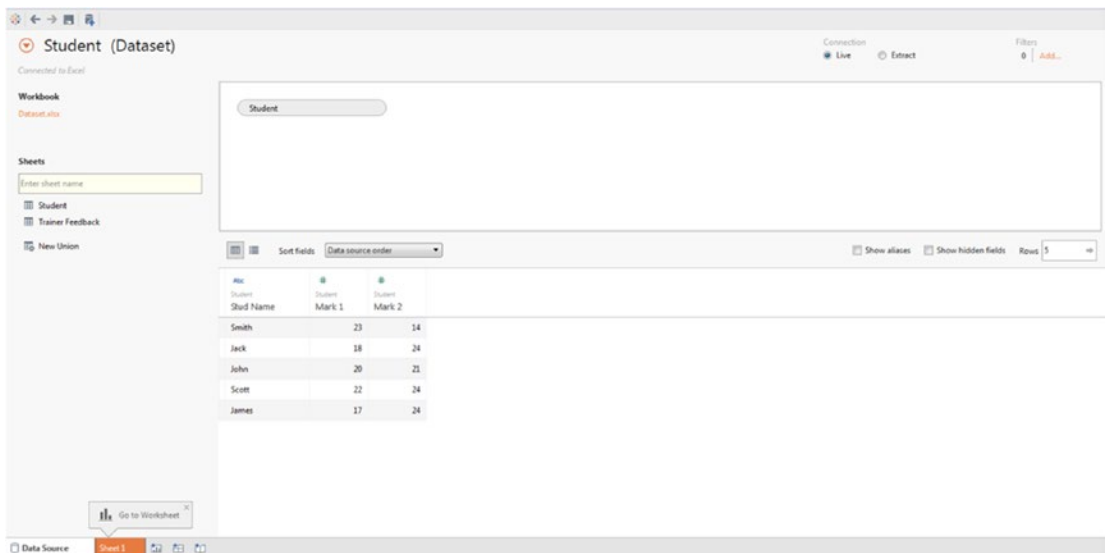 Student (Dataset)
Connected to Excel
Connection
Live
Extract
Filters
0
Add...
Workbook
Dataset.xlsx
Student
Sheets
Enter sheet name
Student
Trainer Feedback
New Union
Sort fields
Data source order
Show aliases
Show hidden fields
Rows
5
Abc
Student Student Student
Stud Name Mark 1 Mark 2
Smith 23 14
Jack 18 24
John 20 21
Scott 22 24
James 17 24
Go to Worksheet
Data Source
Sheet 1